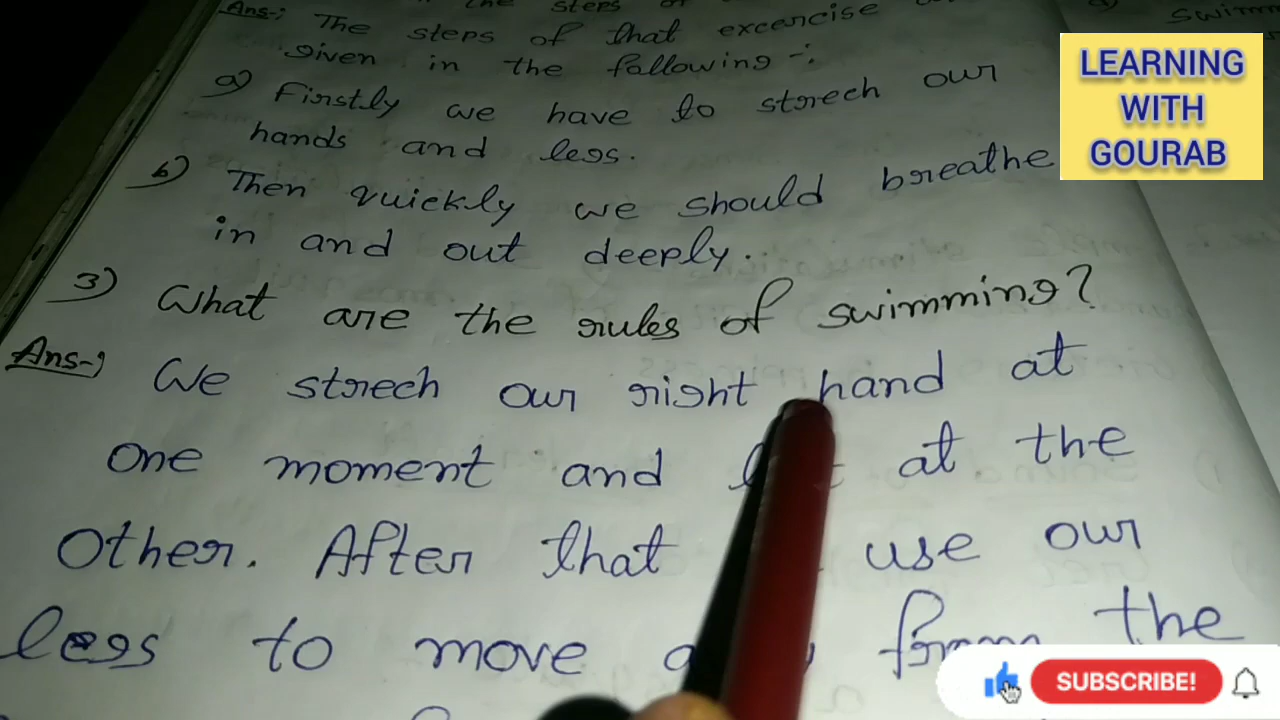 the steps
Ans-: The steps of that excercise
given in the following -:
a) Firstly we have to strech our
hands and legs.
b) Then quickly we should breathe
in and out deeply.
3) What are the rules of swimming?
Ans-: We strech our right hand at
one moment and at the
Other. After that use our
legs to move from the
LEARNING
WITH
GOURAB
SUBSCRIBE!